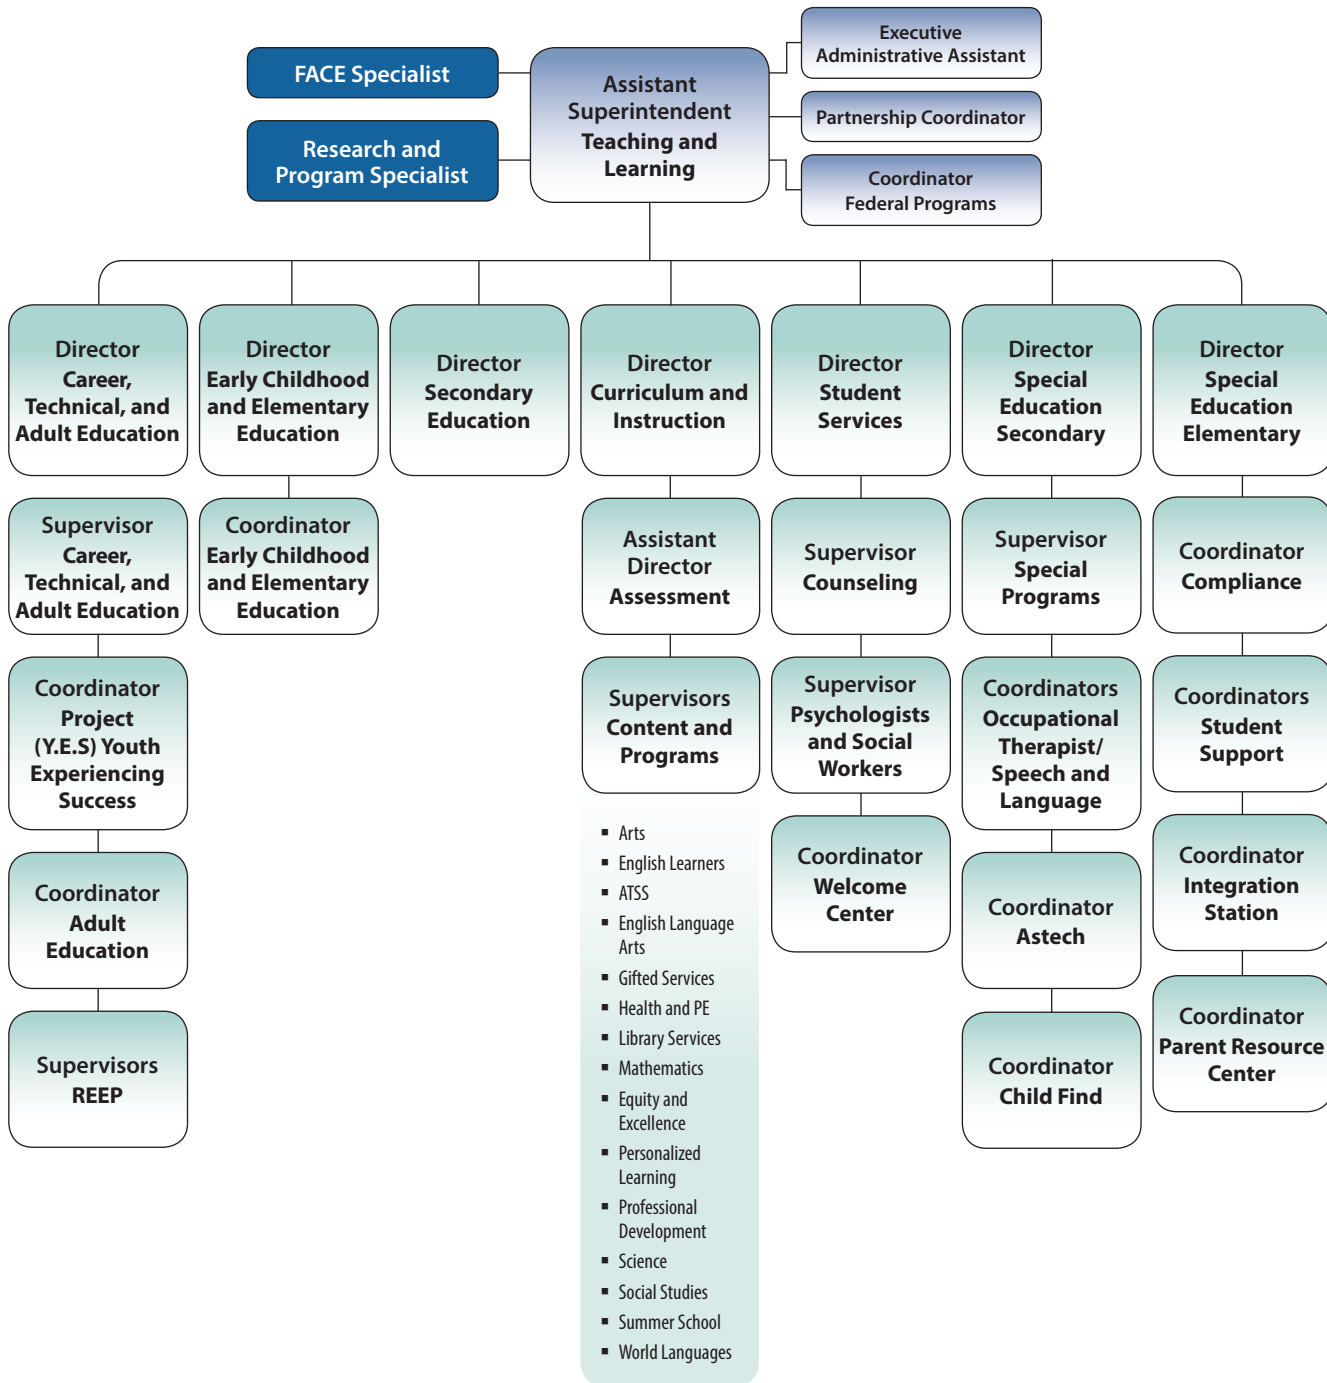 FACE Specialist
Research and
Program Specialist
Assistant
Superintendent
Teaching and
Learning
Executive
Administrative Assistant
Partnership Coordinator
Coordinator
Federal Programs
Director
Career,
Technical, and
Adult Education
Director
Early Childhood
and Elementary
Education
Director
Secondary
Education
Director
Curriculum and
Instruction
Director
Student
Services
Director
Special
Education
Secondary
Director
Special
Education
Elementary
Supervisor
Career,
Technical, and
Adult Education
Coordinator
Early Childhood
and Elementary
Education
Assistant
Director
Assessment
Supervisor
Counseling
Supervisor
Special
Programs
Coordinator
Compliance
Coordinator
Project
(Y.E.S) Youth
Experiencing
Success
Supervisors
Content and
Programs
Supervisor
Psychologists
and Social
Workers
Coordinators
Occupational
Therapist/
Speech and
Language
Coordinators
Student
Support
Coordinator
Adult
Education
Coordinator
Welcome
Center
Coordinator
Astech
Coordinator
Integration
Station
Supervisors
REEP
Coordinator
Child Find
Coordinator
Parent Resource
Center
▪ Arts
▪ English Learners
▪ ATSS
▪ English Language
Arts
▪ Gifted Services
▪ Health and PE
▪ Library Services
▪ Mathematics
▪ Equity and
Excellence
▪ Personalized
Learning
▪ Professional
Development
▪ Science
▪ Social Studies
▪ Summer School
▪ World Languages